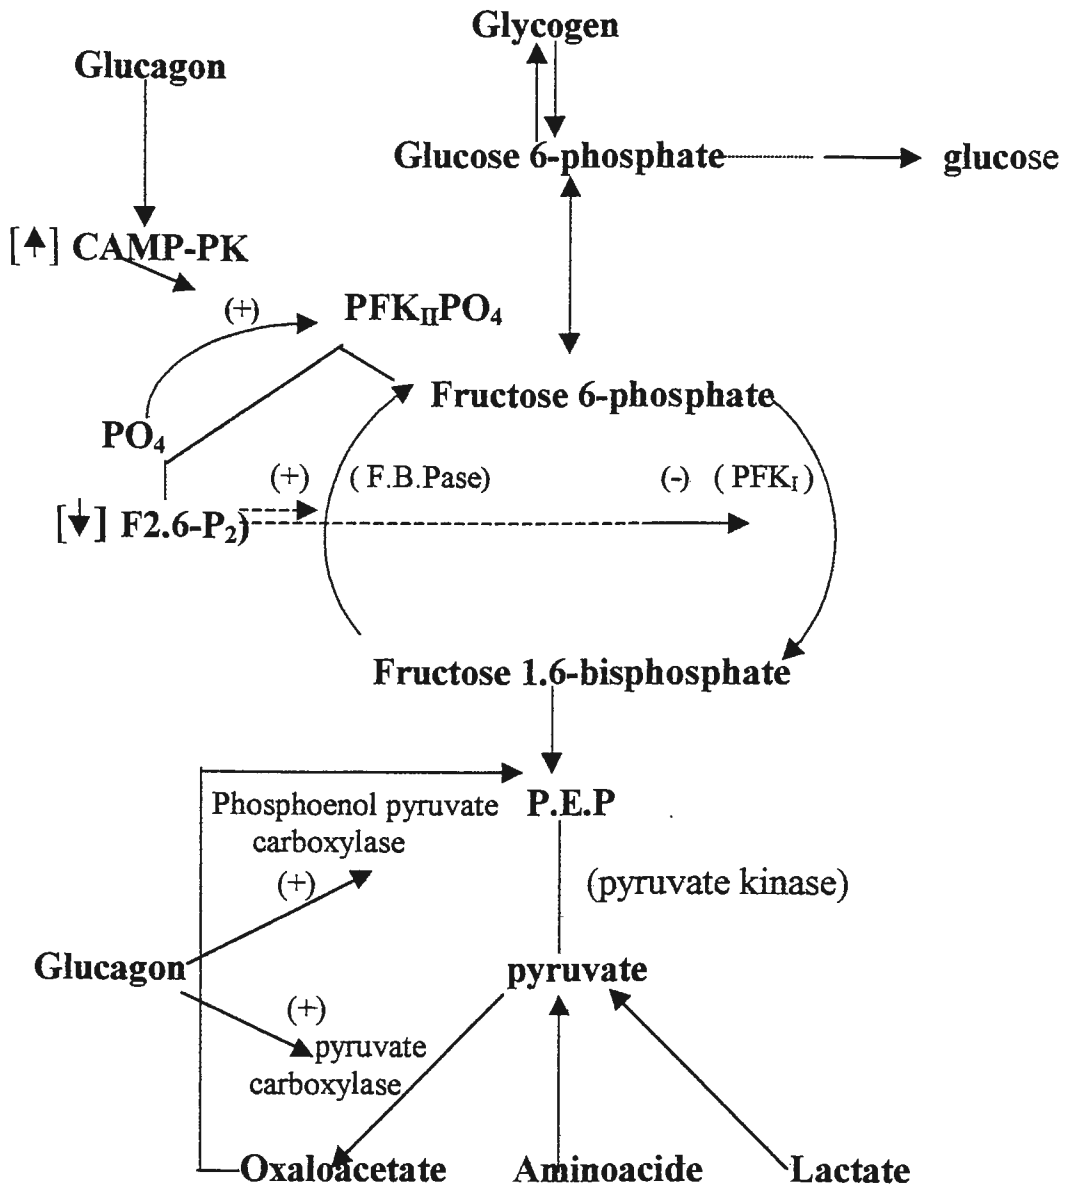 Glycogen
Glucagon
Glucose 6-phosphate
glucose
[↑] CAMP-PK
(+)
PFKIIPO4
Fructose 6-phosphate
PO4
(+) ( F.B.Pase) (-) ( PFKI )
[↓] F2.6-P2)
Fructose 1.6-bisphosphate
P.E.P
Phosphoenol pyruvate
carboxylase
(+)
(pyruvate kinase)
Glucagon
pyruvate
(+)
pyruvate
carboxylase
Oxaloacetate
Aminoacide
Lactate